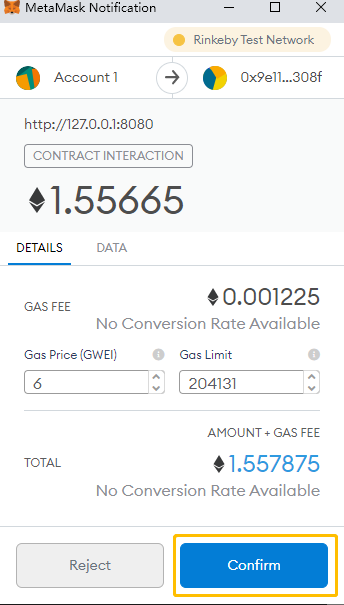 MetaMask Notification
Rinkeby Test Network
Account 1 0x9e11...308f
http://127.0.0.1:8080
CONTRACT INTERACTION
1.55665
DETAILS DATA
GAS FEE 0.001225
No Conversion Rate Available
Gas Price (GWEI) Gas Limit
6 204131
AMOUNT + GAS FEE
TOTAL 1.557875
No Conversion Rate Available
Reject Confirm